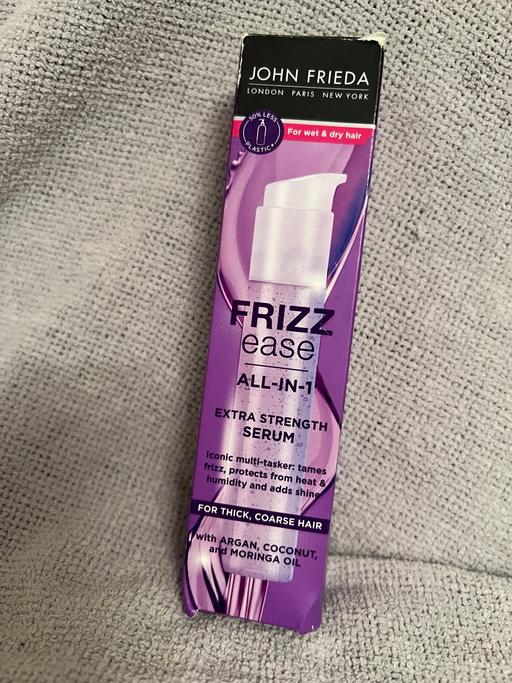 JOHN FRIEDA
LONDON PARIS NEW YORK
50% LESS
PLASTIC*
For wet & dry hair
FRIZZ
ease
ALL-IN-1
EXTRA STRENGTH
SERUM
Iconic multi-tasker: tames
frizz, protects from heat &
humidity and adds shine
FOR THICK, COARSE HAIR
with ARGAN, COCONUT,
and MORINGA OIL